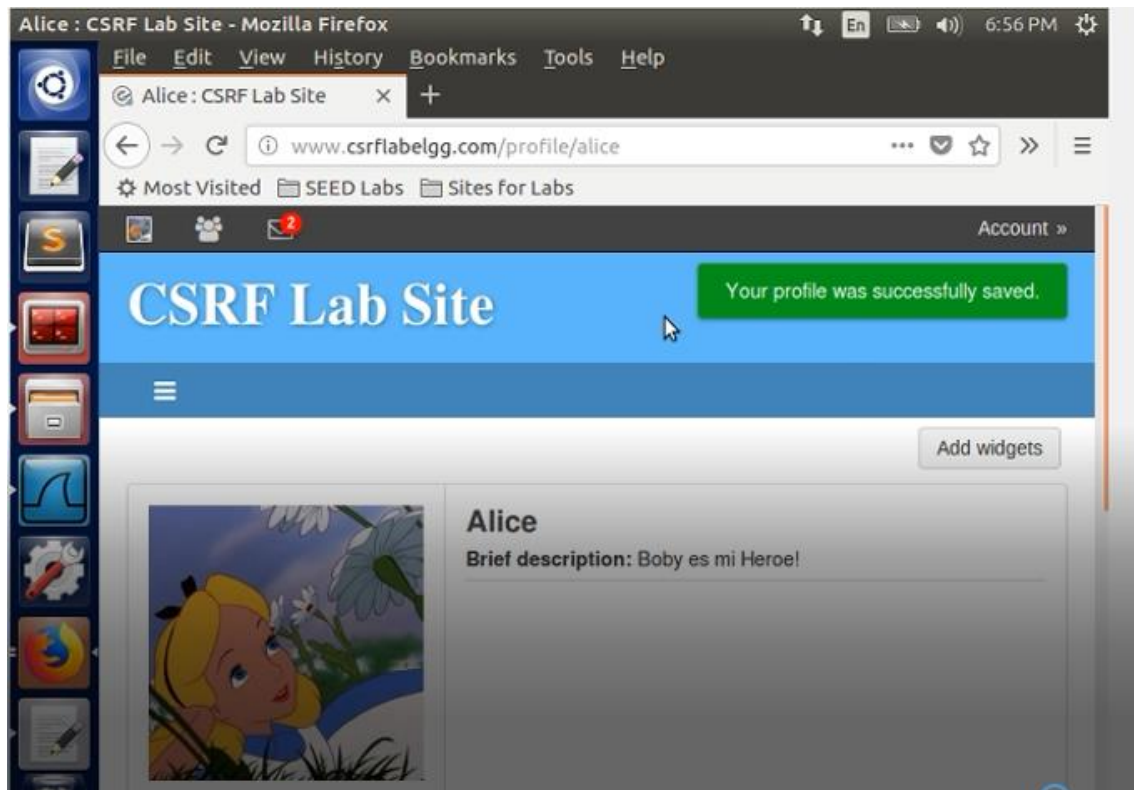 Alice : CSRF Lab Site - Mozilla Firefox
En
6:56 PM
File Edit View History Bookmarks Tools Help
Alice : CSRF Lab Site
www.csrflabelgg.com/profile/alice
Most Visited SEED Labs Sites for Labs
2
Account »
CSRF Lab Site
Your profile was successfully saved.
Add widgets
Alice
Brief description: Boby es mi Heroe!